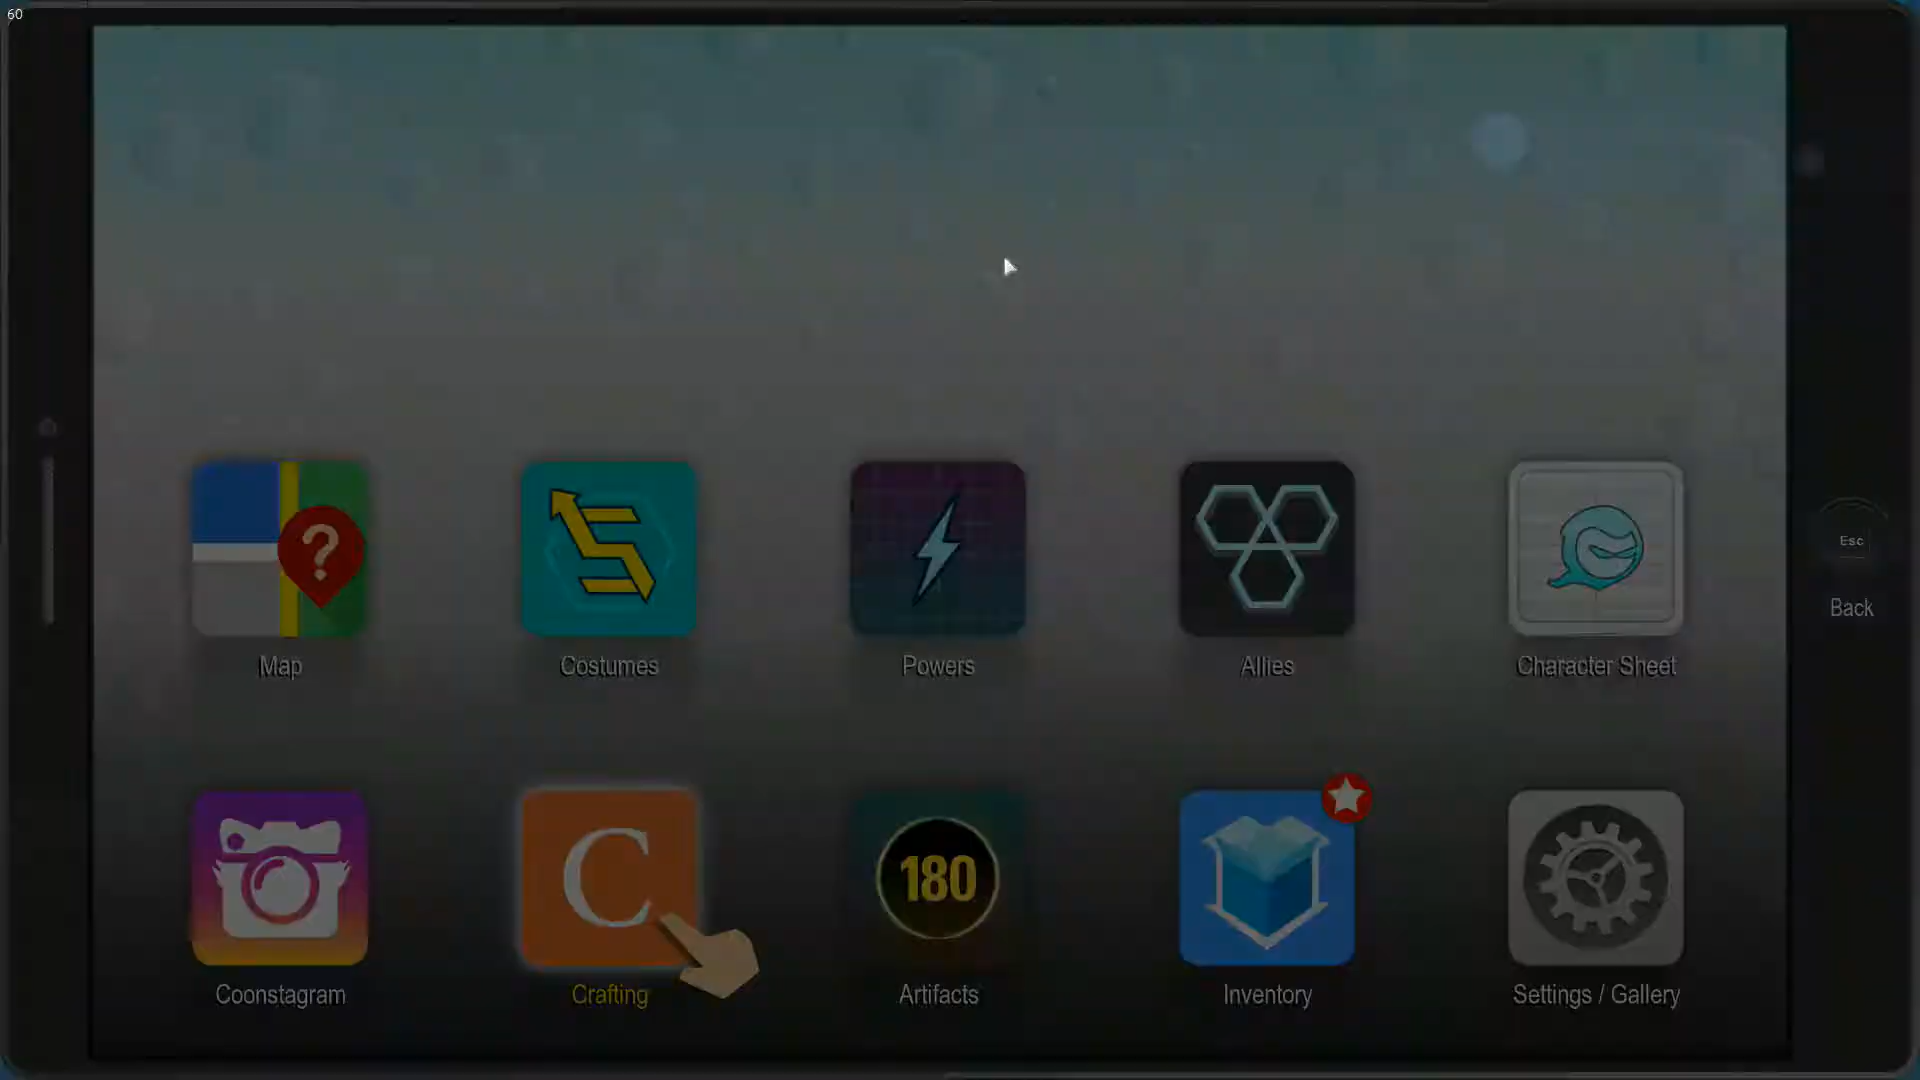 60
Map
Costumes
Powers
Allies
Character Sheet
Esc
Back
C
180
Coonstagram
Crafting
Artifacts
Inventory
Settings / Gallery